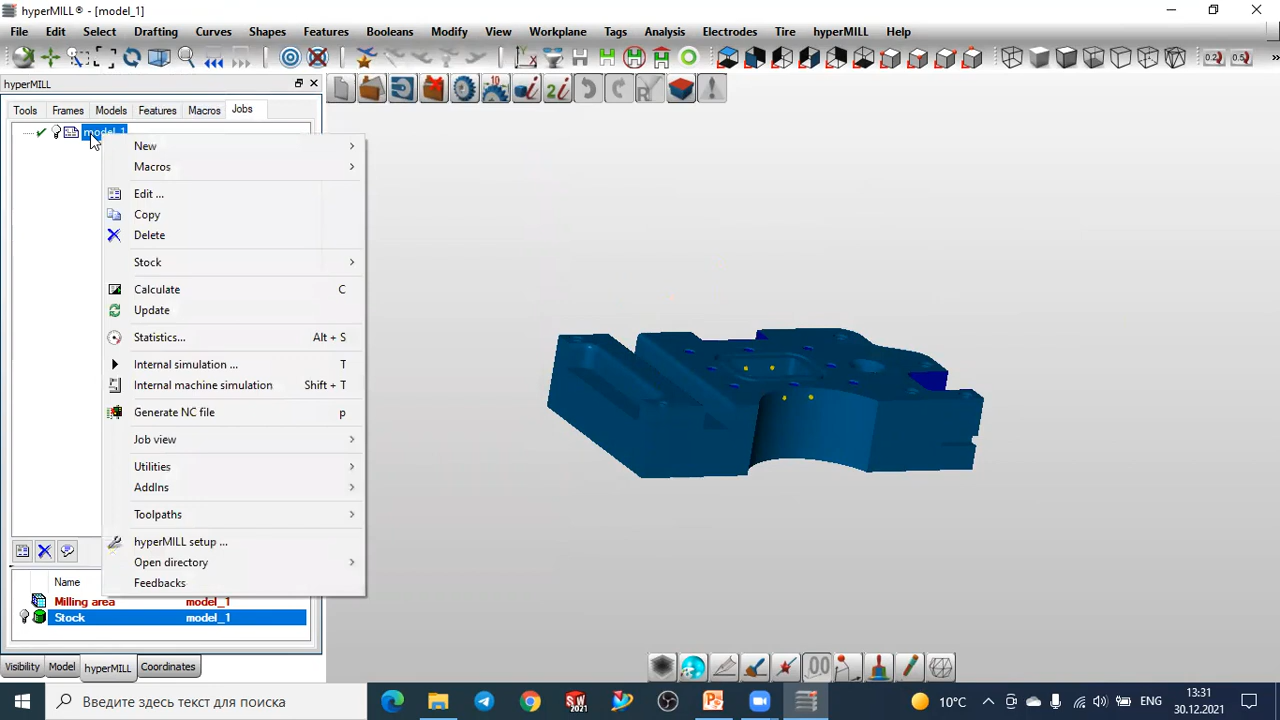 hyperMILL® - [model_1]
File Edit Select Drafting Curves Shapes Features Booleans Modify View Workplane Tags Analysis Electrodes Tire hyperMILL Help
hyperMILL
Tools Frames Models Features Macros Jobs
model_1
New
Macros
Edit ...
Copy
Delete
Stock
Calculate C
Update
Statistics... Alt + S
Internal simulation ... T
Internal machine simulation Shift + T
Generate NC file p
Job view
Utilities
AddIns
Toolpaths
hyperMILL setup ...
Open directory
Feedbacks
Name
Milling area model_1
Stock model_1
Visibility Model hyperMILL Coordinates
Введите здесь текст для поиска
10°C
ENG
13:31
30.12.2021